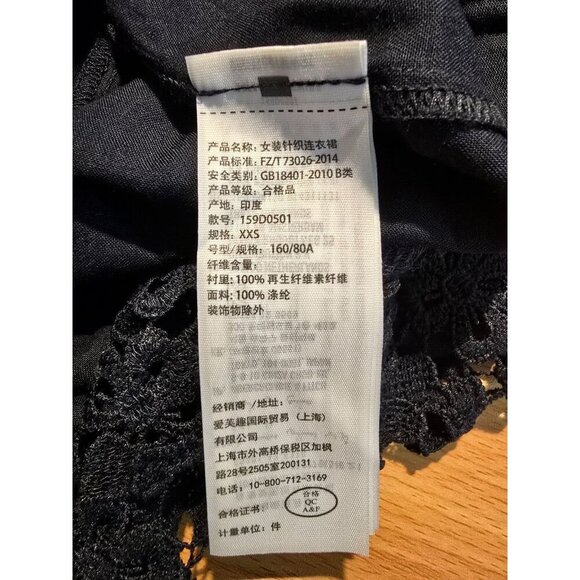 产品名称: 女装针织连衣裙
产品标准: FZ/T 73026-2014
安全类别: GB18401-2010 B类
产品等级: 合格品
产地: 印度
款号: 159D0501
规格: XXS
号型/规格: 160/80A
纤维含量:
衬里: 100% 再生纤维素纤维
面料: 100% 涤纶
装饰物除外
经销商 /地址:
爱芙趣国际贸易 (上海)
有限公司
上海市外高桥保税区加枫
路28号2505室200131
电话: 10-800-712-3169
合格证书:
合格
QC
A&F
计量单位: 件